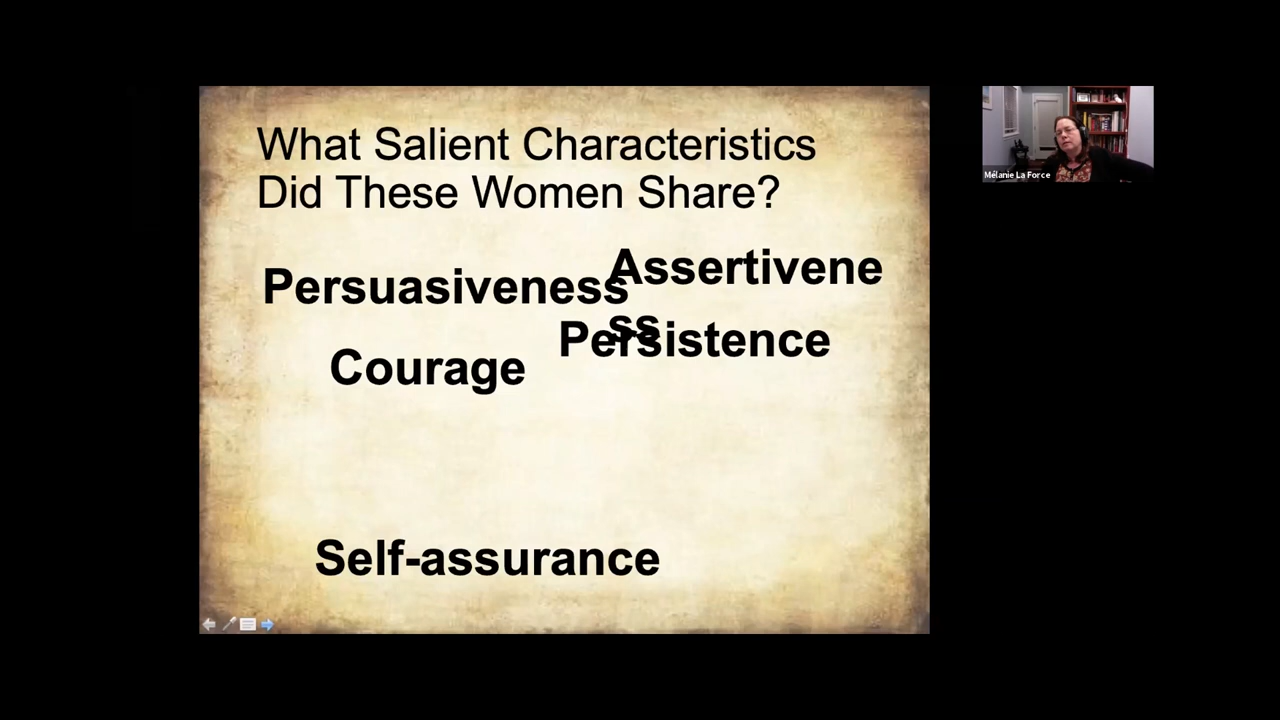 What Salient Characteristics
Did These Women Share?
Persuasiveness
Assertivene
ss
Persistence
Courage
Self-assurance
Mélanie La Force